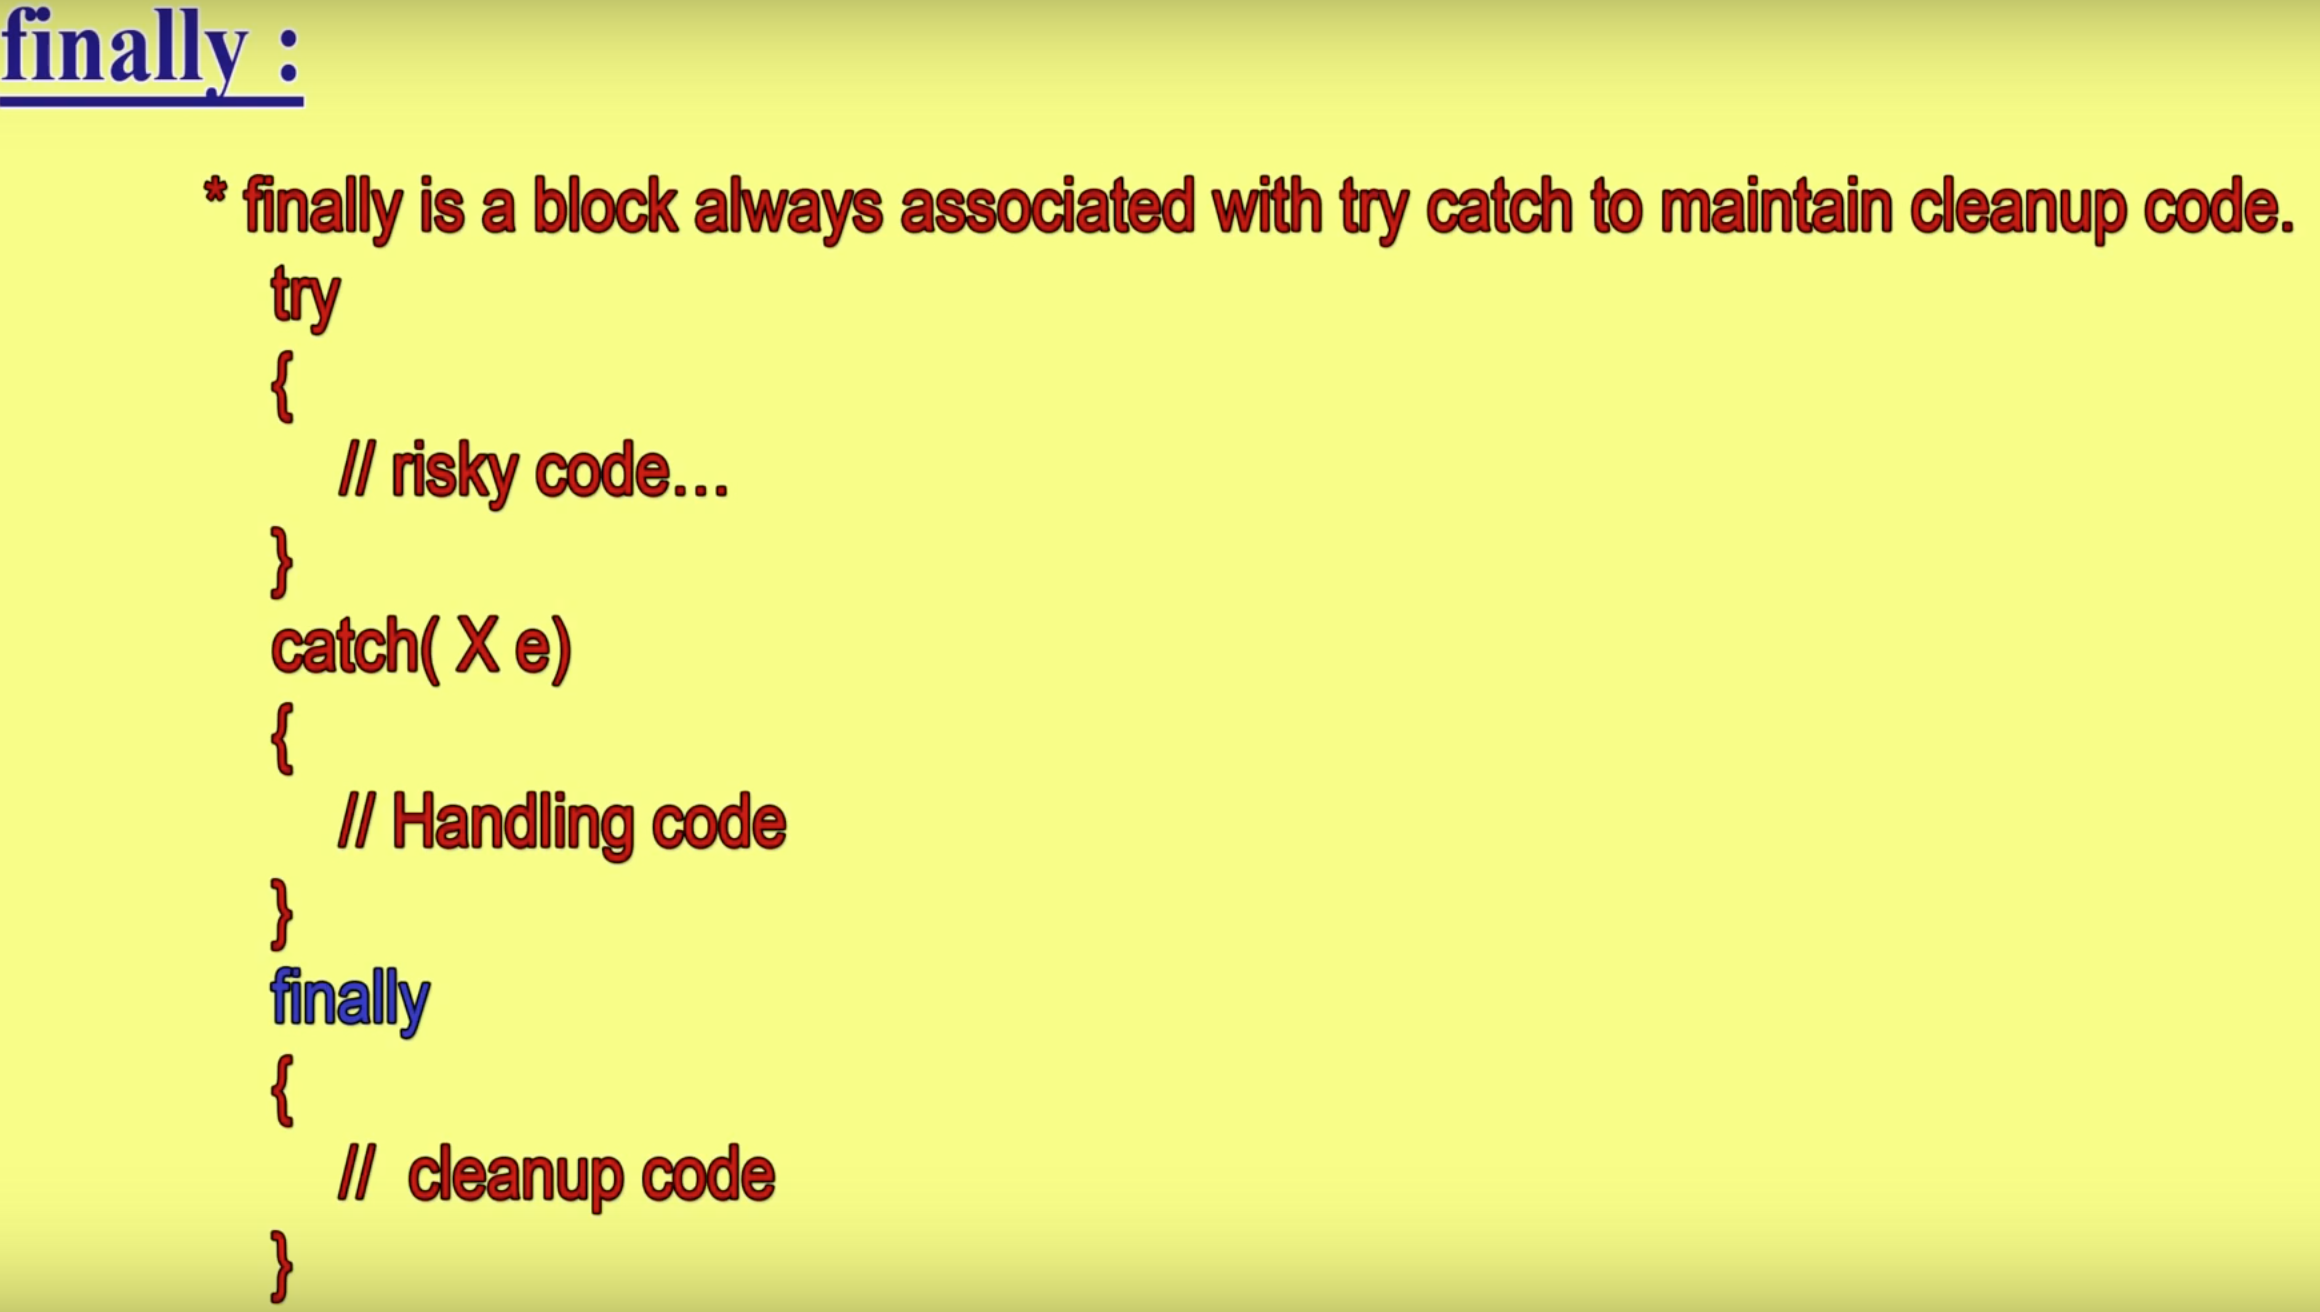 finally :
* finally is a block always associated with try catch to maintain cleanup code.
try
{
// risky code…
}
catch( X e)
{
// Handling code
}
finally
{
//  cleanup code
}